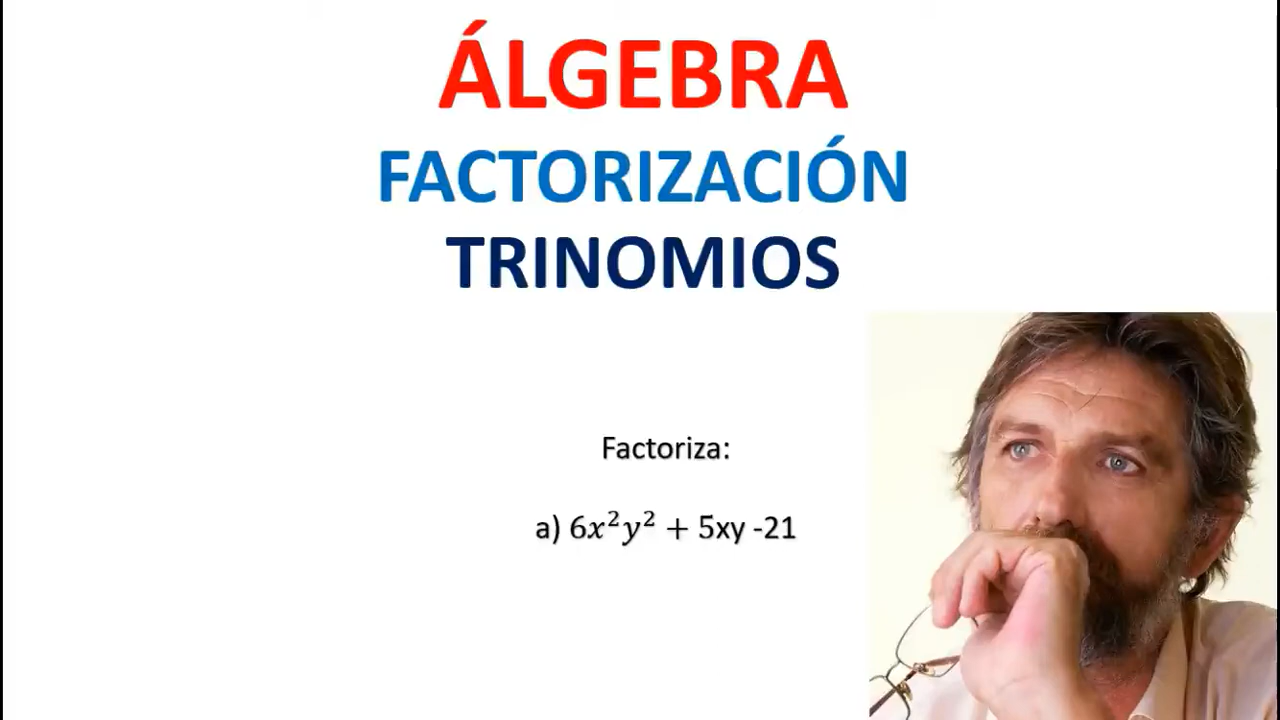 ÁLGEBRA
FACTORIZACIÓN
TRINOMIOS
Factoriza:
a) 6x²y² + 5xy -21